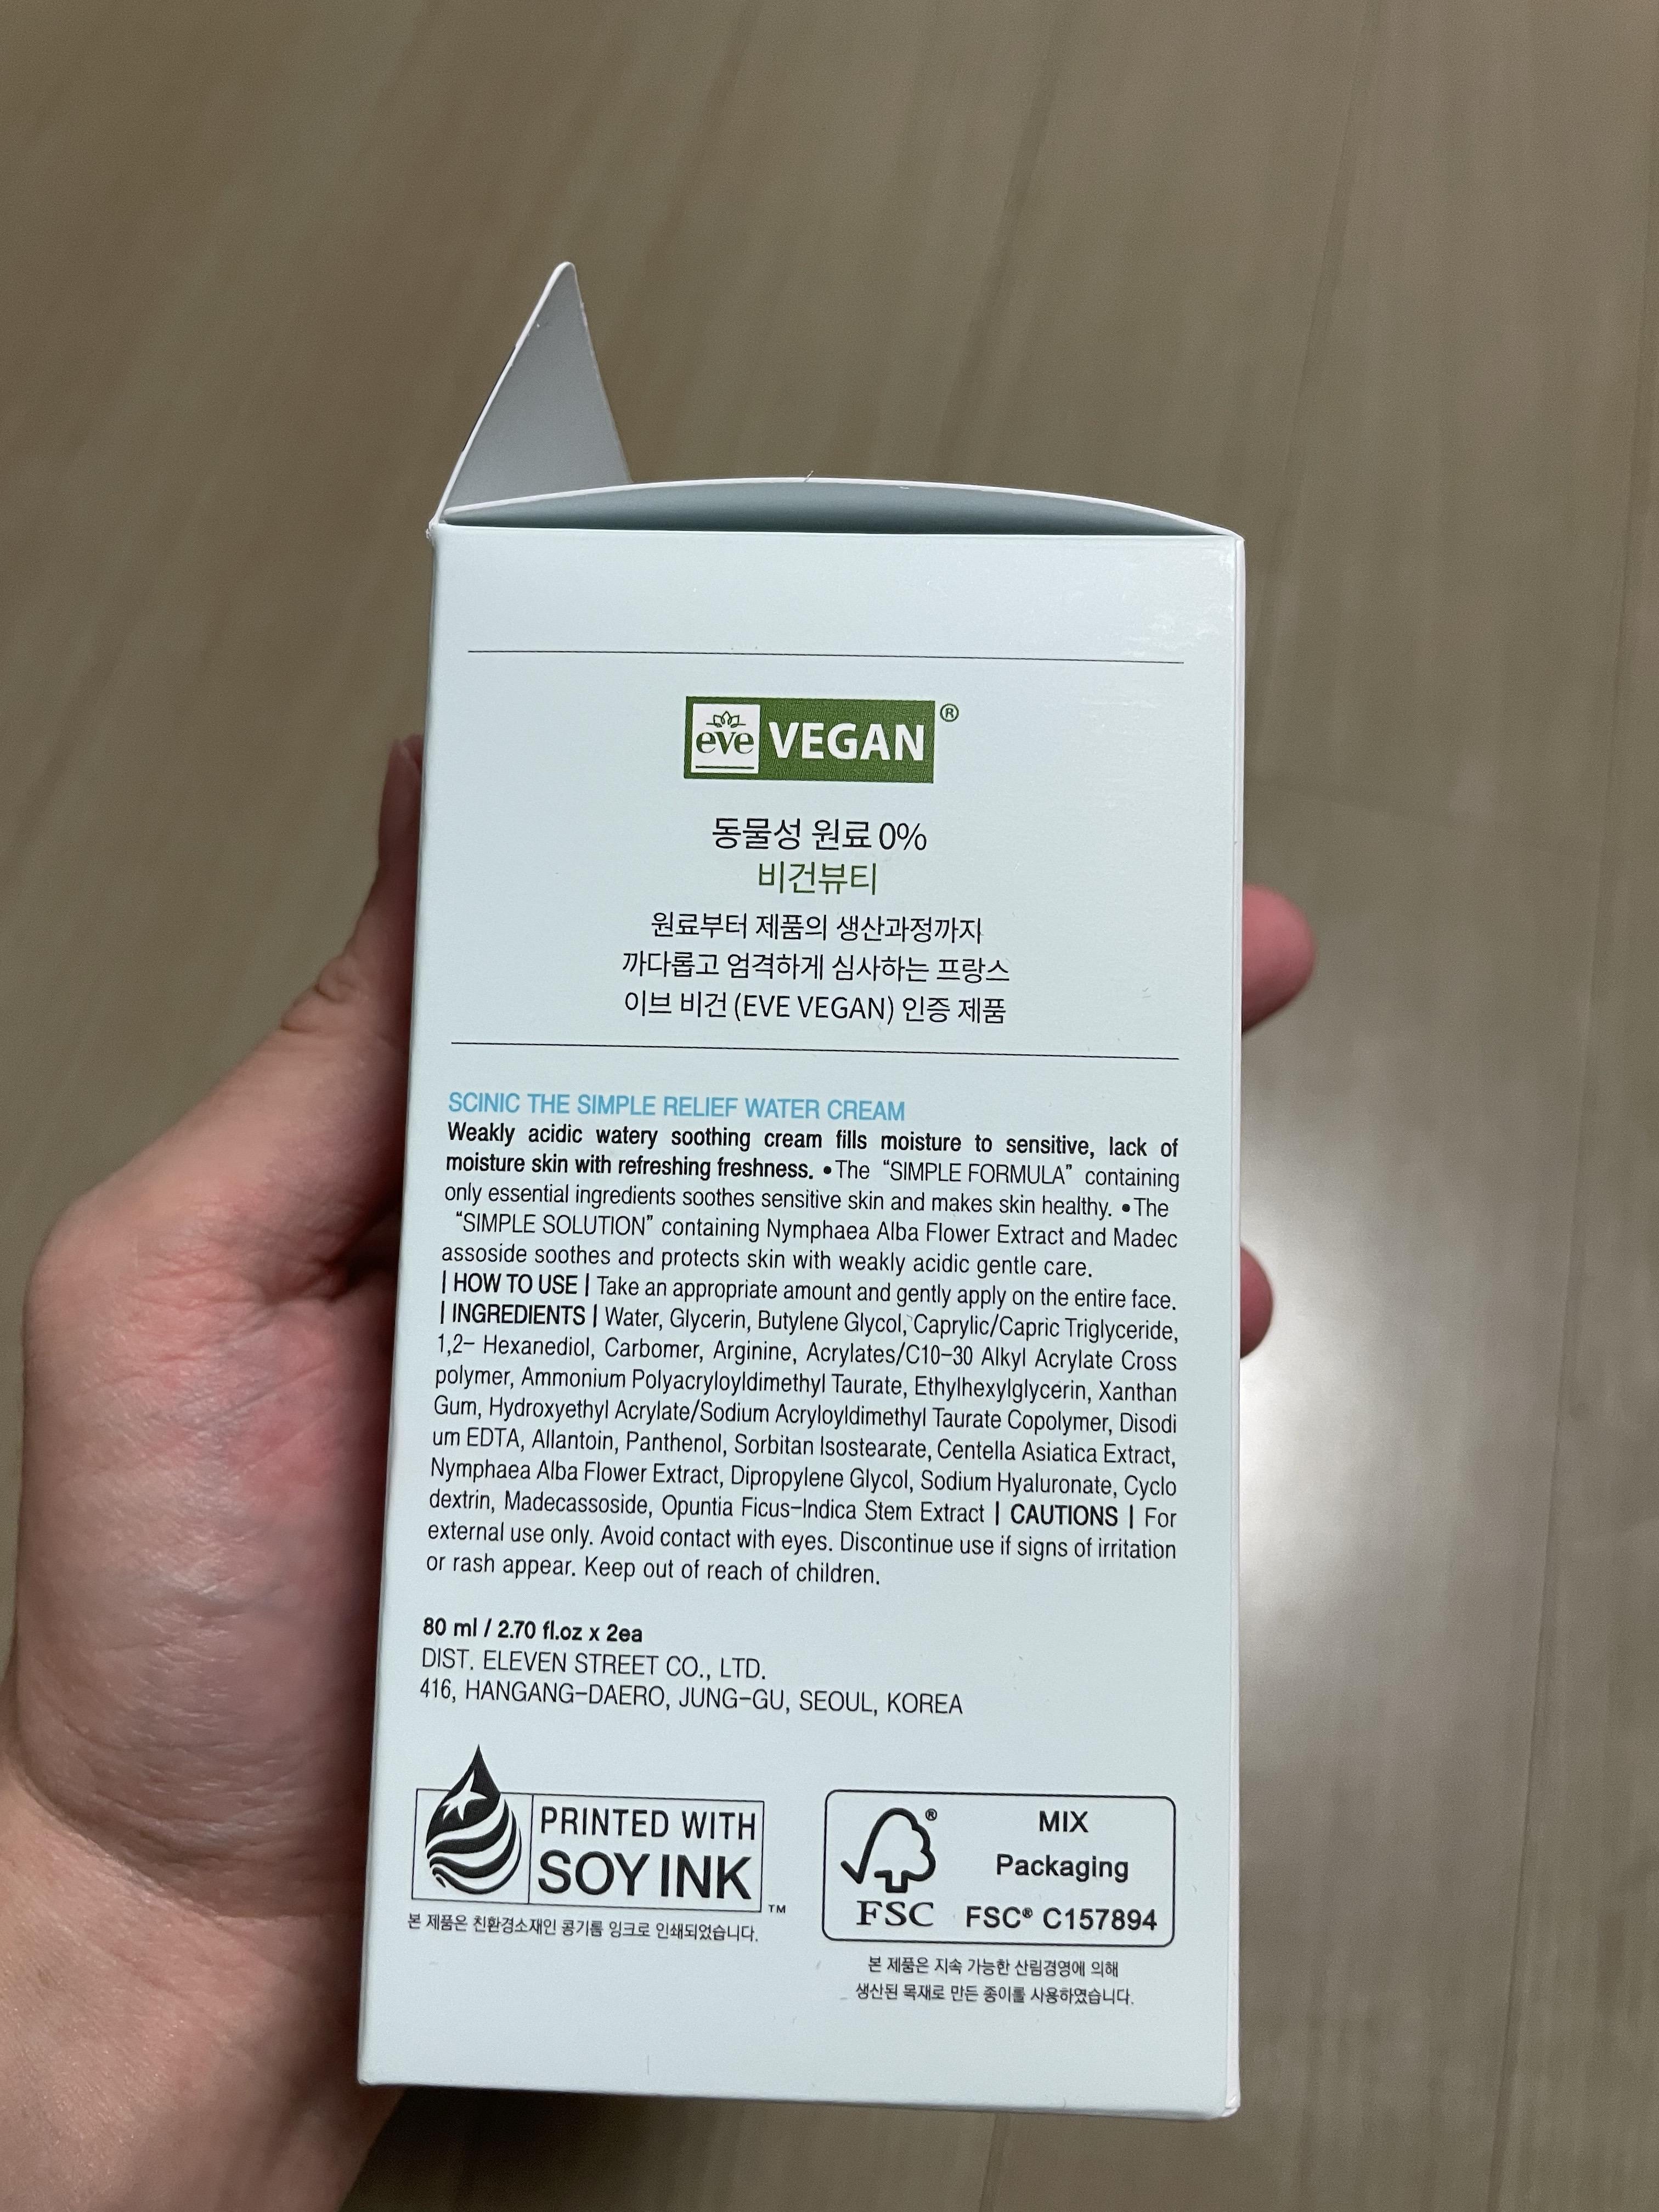 eve VEGAN®
동물성 원료 0%
비건뷰티
원료부터 제품의 생산과정까지
까다롭고 엄격하게 심사하는 프랑스
이브 비건 (EVE VEGAN) 인증 제품
SCINIC THE SIMPLE RELIEF WATER CREAM
Weakly acidic watery soothing cream fills moisture to sensitive, lack of
moisture skin with refreshing freshness. •The “SIMPLE FORMULA” containing
only essential ingredients soothes sensitive skin and makes skin healthy. •The
“SIMPLE SOLUTION” containing Nymphaea Alba Flower Extract and Madec
assoside soothes and protects skin with weakly acidic gentle care.
| HOW TO USE | Take an appropriate amount and gently apply on the entire face.
| INGREDIENTS | Water, Glycerin, Butylene Glycol, Caprylic/Capric Triglyceride,
1,2- Hexanediol, Carbomer, Arginine, Acrylates/C10-30 Alkyl Acrylate Cross
polymer, Ammonium Polyacryloyldimethyl Taurate, Ethylhexylglycerin, Xanthan
Gum, Hydroxyethyl Acrylate/Sodium Acryloyldimethyl Taurate Copolymer, Disodi
um EDTA, Allantoin, Panthenol, Sorbitan Isostearate, Centella Asiatica Extract,
Nymphaea Alba Flower Extract, Dipropylene Glycol, Sodium Hyaluronate, Cyclo
dextrin, Madecassoside, Opuntia Ficus-Indica Stem Extract | CAUTIONS | For
external use only. Avoid contact with eyes. Discontinue use if signs of irritation
or rash appear. Keep out of reach of children.
80 ml / 2.70 fl.oz x 2ea
DIST. ELEVEN STREET CO., LTD.
416, HANGANG-DAERO, JUNG-GU, SEOUL, KOREA
PRINTED WITH
SOY INK™
본 제품은 친환경소재인 콩기름 잉크로 인쇄되었습니다.
®
FSC
MIX
Packaging
FSC® C157894
본 제품은 지속 가능한 산림경영에 의해
생산된 목재로 만든 종이를 사용하였습니다.